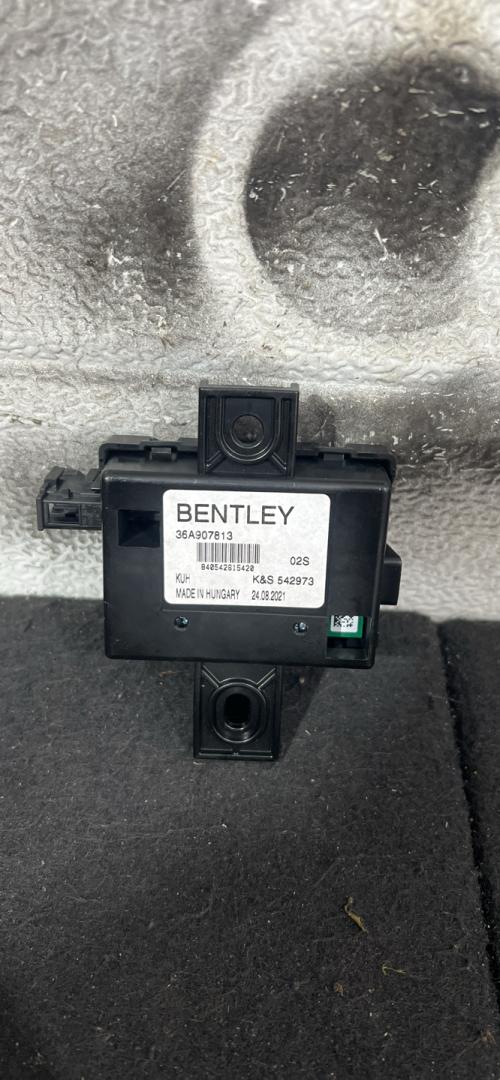 BENTLEY
36A907813
02S
B40542615420
KUH K&S 542973
MADE IN HUNGARY 24.08.2021